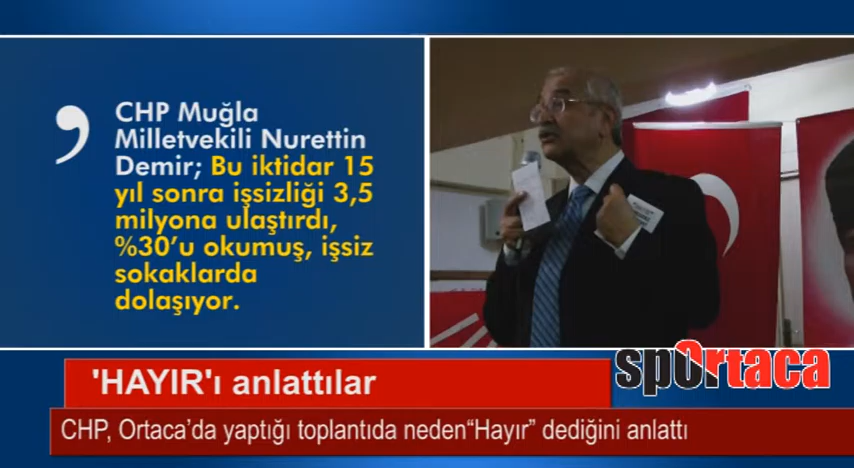 CHP Muğla
Milletvekili Nurettin
Demir; Bu iktidar 15
yıl sonra işsizliği 3,5
milyona ulaştırdı,
%30’u okumuş, işsiz
sokaklarda
dolaşıyor.
'HAYIR'ı anlattılar
spOrtaca
CHP, Ortaca’da yaptığı toplantıda neden“Hayır” dediğini anlattı